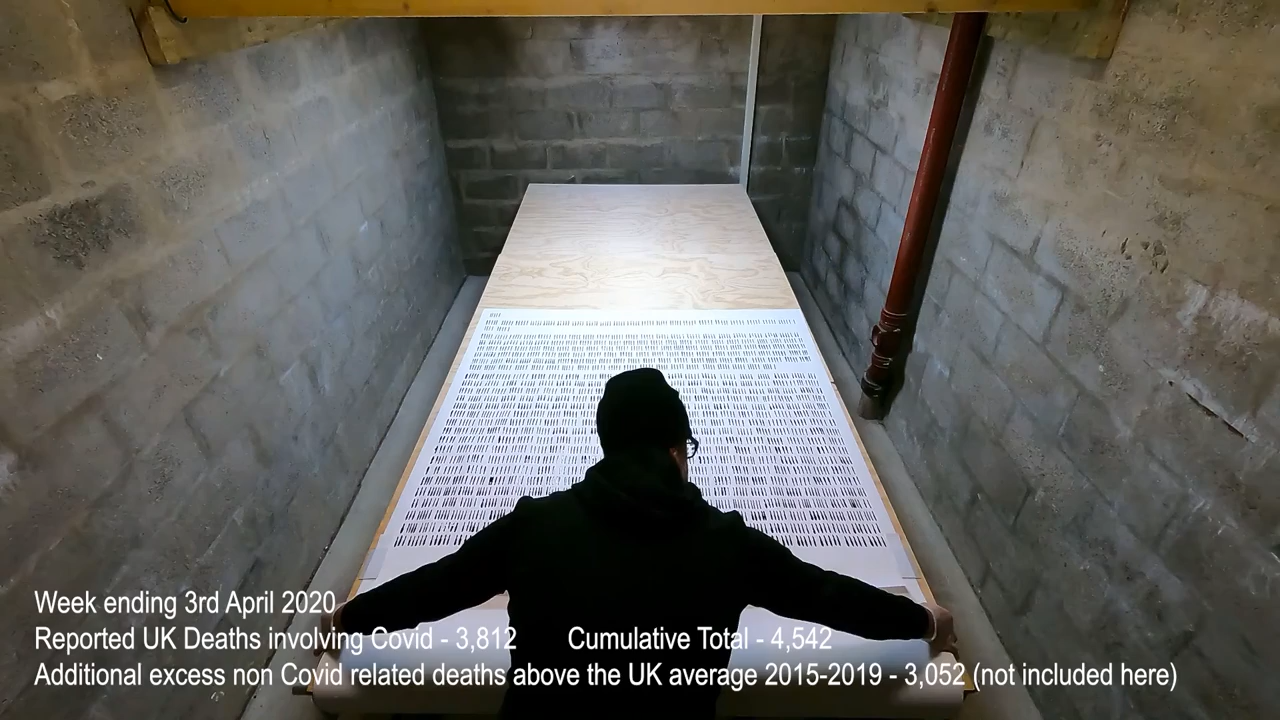 Week ending 3rd April 2020
Reported UK Deaths involving Covid - 3,812 Cumulative Total - 4,542
Additional excess non Covid related deaths above the UK average 2015-2019 - 3,052 (not included here)